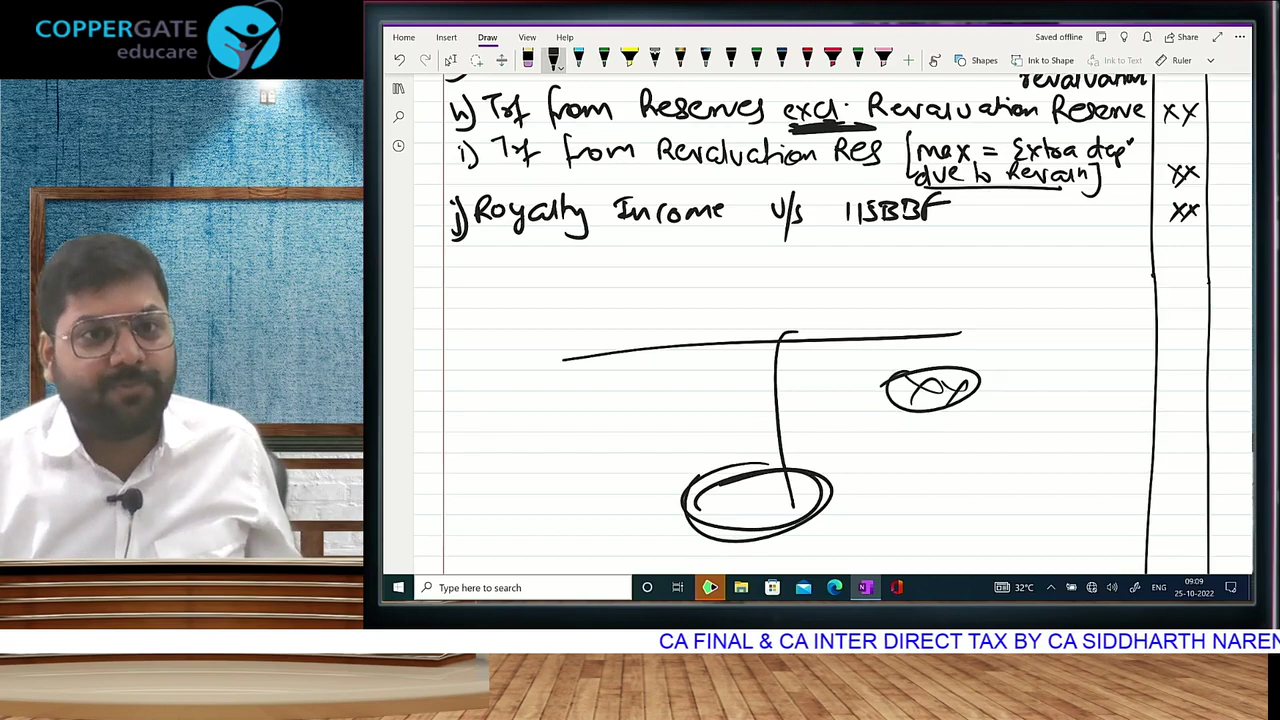 COPPERGATE
educare
Saved offline
Share
Home Insert Draw View Help
Shapes
Ink to Shape
Ink to Text
Ruler
revaluation
h) Trf from Reserves excl. Revaluation Reserve XX
i) Trf from Revaluation Res [max = Extra dep
due to Revaln] XX
j) Royalty Income u/s 115BBF XX
XX
Type here to search
32°C
ENG
09:09
25-10-2022
CA FINAL & CA INTER DIRECT TAX BY CA SIDDHARTH NAREN